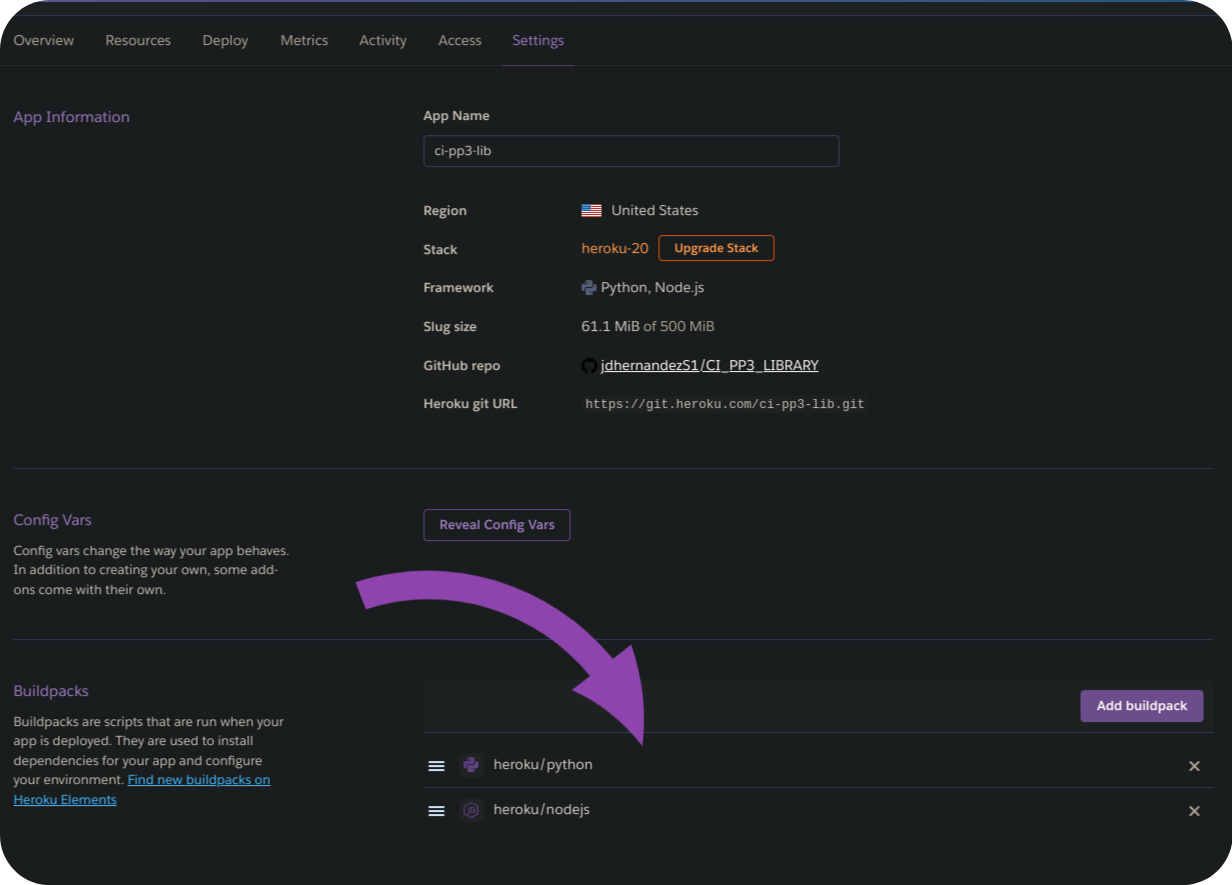 Overview Resources Deploy Metrics Activity Access Settings
App Information
App Name
ci-pp3-lib
Region United States
Stack heroku-20 Upgrade Stack
Framework Python, Node.js
Slug size 61.1 MiB of 500 MiB
GitHub repo jdhernandezS1/CI_PP3_LIBRARY
Heroku git URL https://git.heroku.com/ci-pp3-lib.git
Config Vars
Config vars change the way your app behaves.
In addition to creating your own, some add-
ons come with their own.
Reveal Config Vars
Buildpacks
Buildpacks are scripts that are run when your
app is deployed. They are used to install
dependencies for your app and configure
your environment. Find new buildpacks on
Heroku Elements
Add buildpack
heroku/python
JS heroku/nodejs